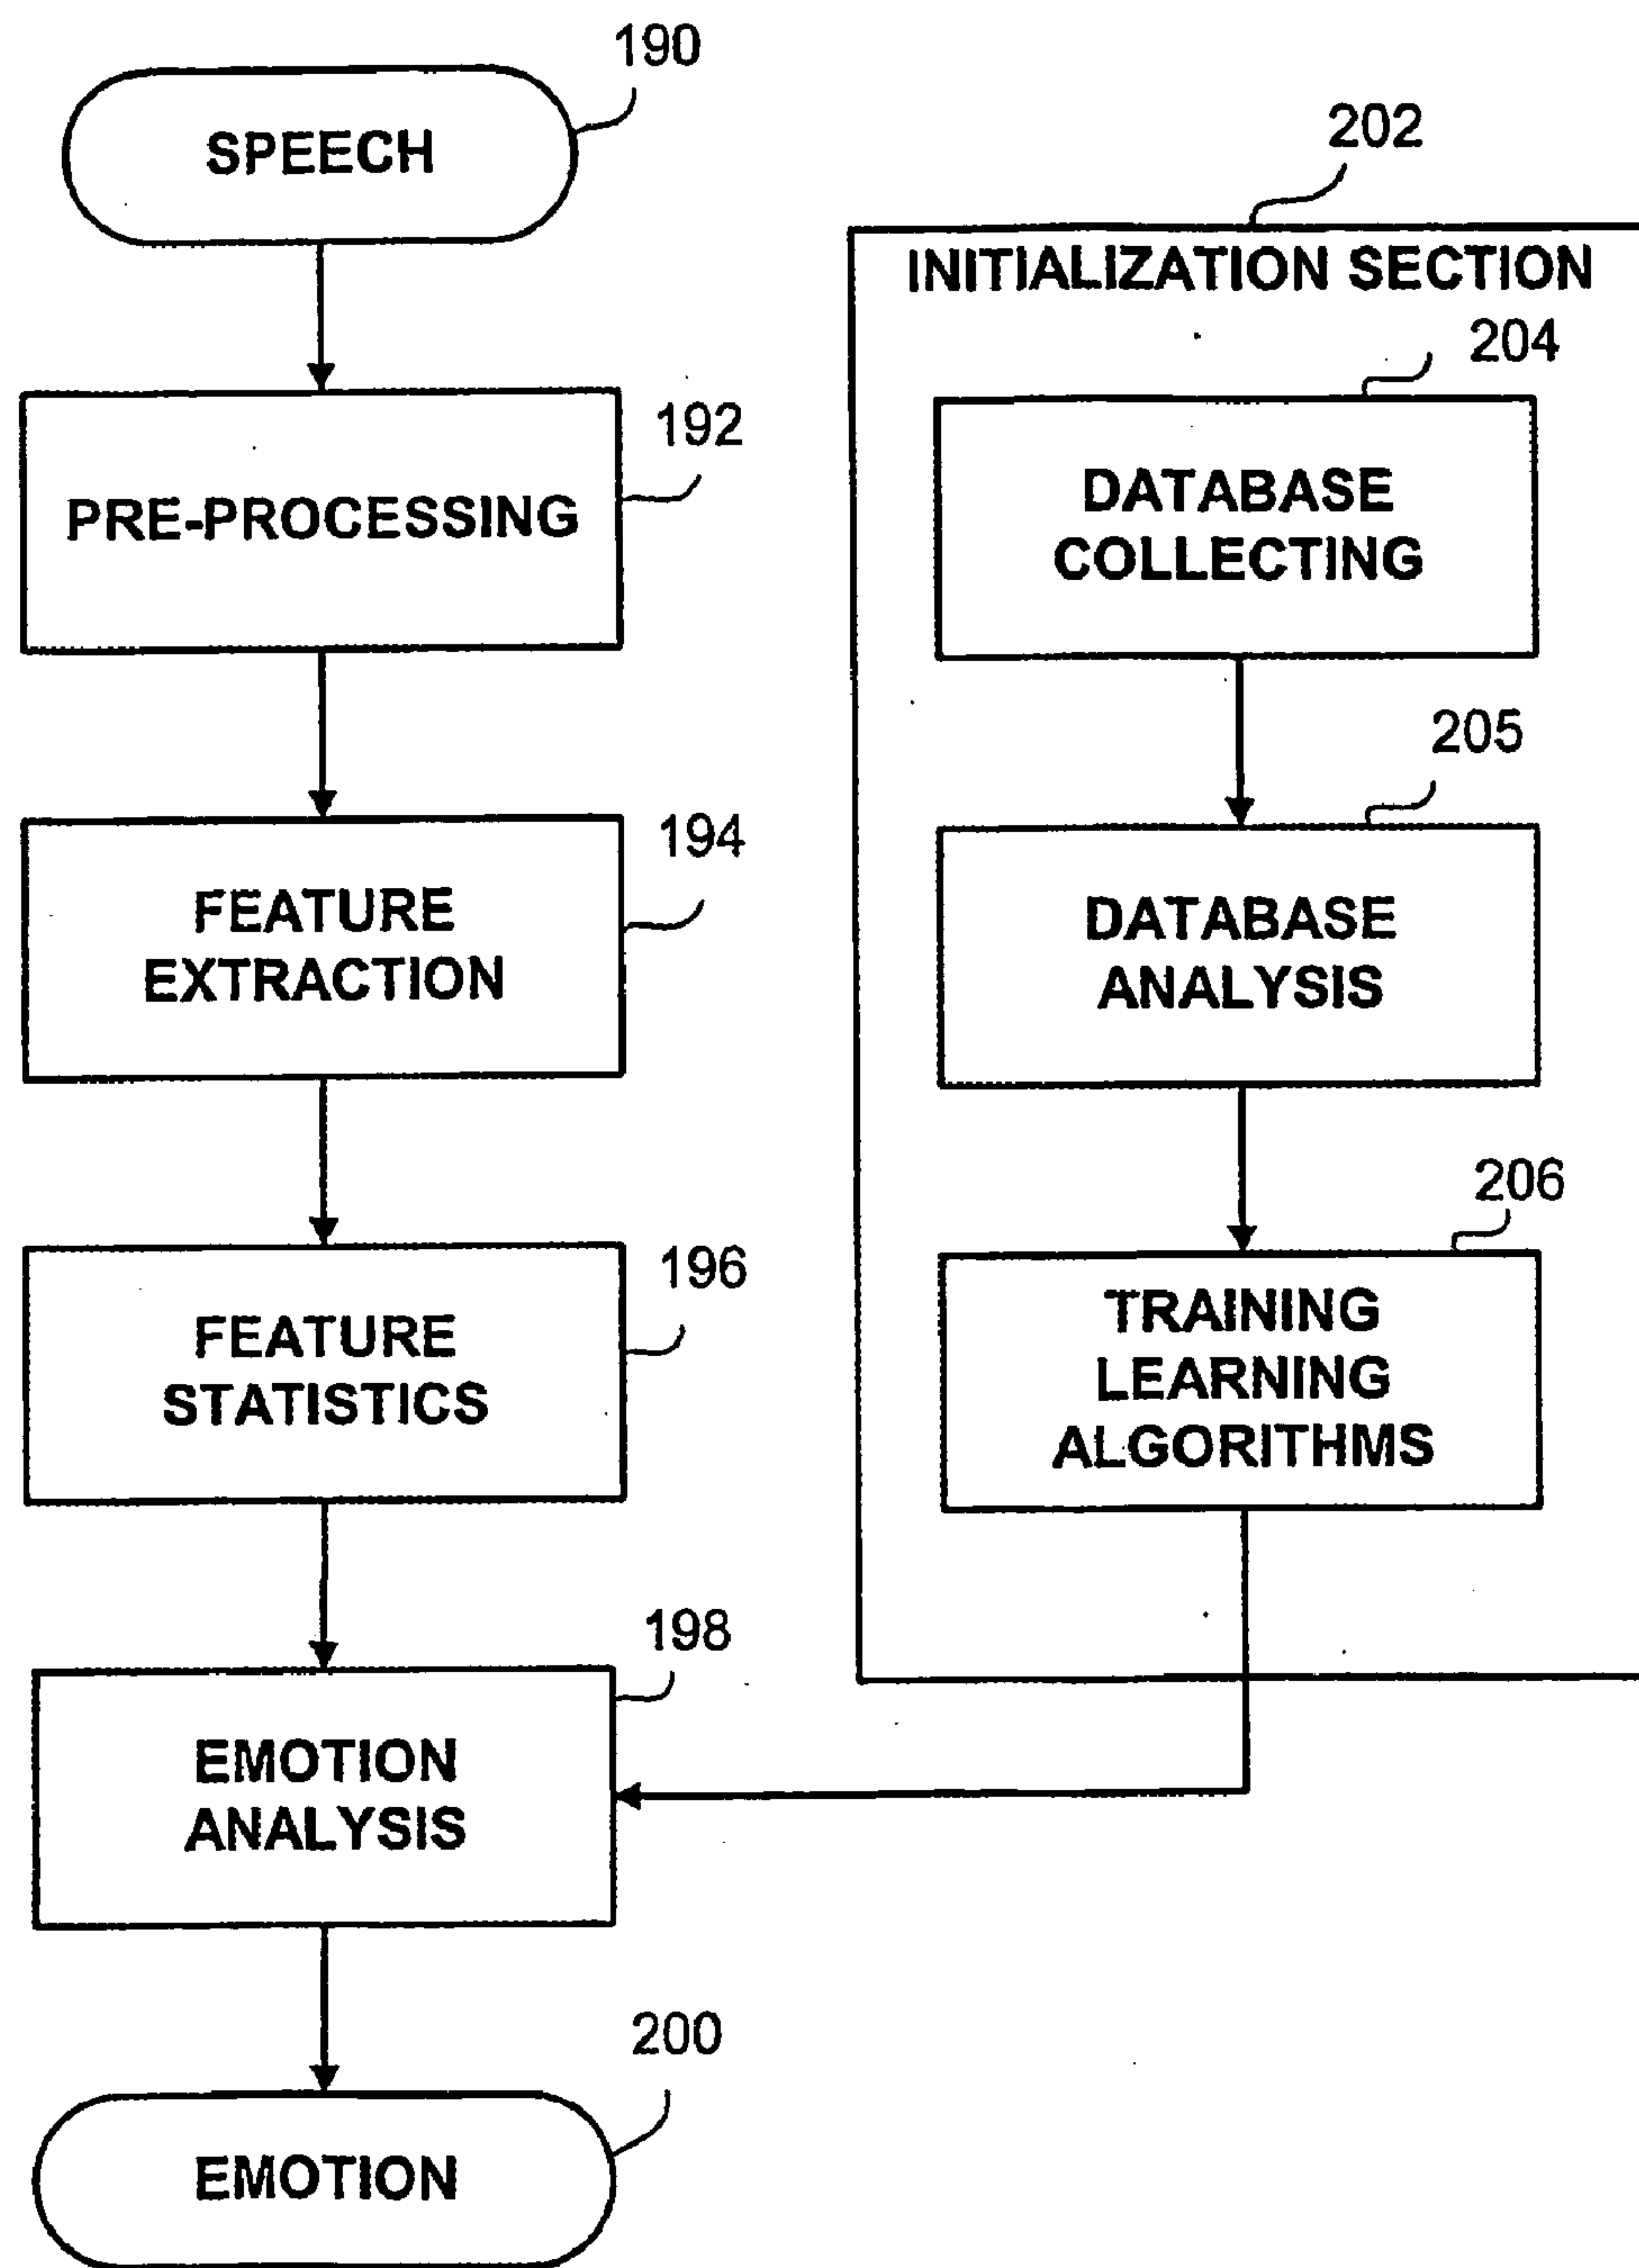 190
SPEECH
192
PRE-PROCESSING
194
FEATURE
EXTRACTION
196
FEATURE
STATISTICS
198
EMOTION
ANALYSIS
200
EMOTION
202
INITIALIZATION SECTION
204
DATABASE
COLLECTING
205
DATABASE
ANALYSIS
206
TRAINING
LEARNING
ALGORITHMS